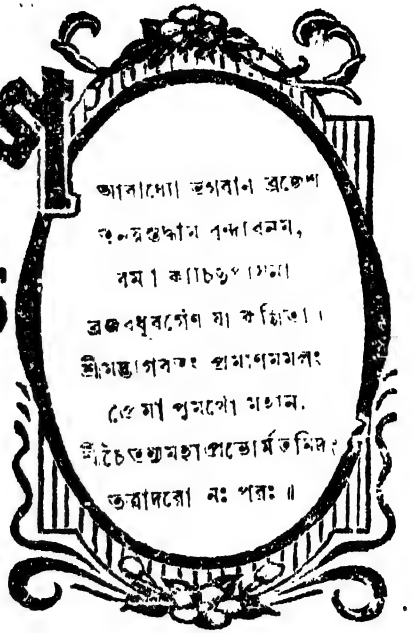 আরাধ্যো ভগবান ব্রজেশ
তনয়স্তদ্ধাম বৃন্দাবনম,
রম্যা কাচিদুপাসনা
ব্রজবধূবর্গেণ যা কল্পিতা।
শ্রীমদ্ভাগবতং প্রমাণমমলং
প্রেমা পুমর্থো মহান,
শ্রীচৈতন্যমহাপ্রভোর্মতমিদং
তত্রাদরো নঃ পরঃ॥